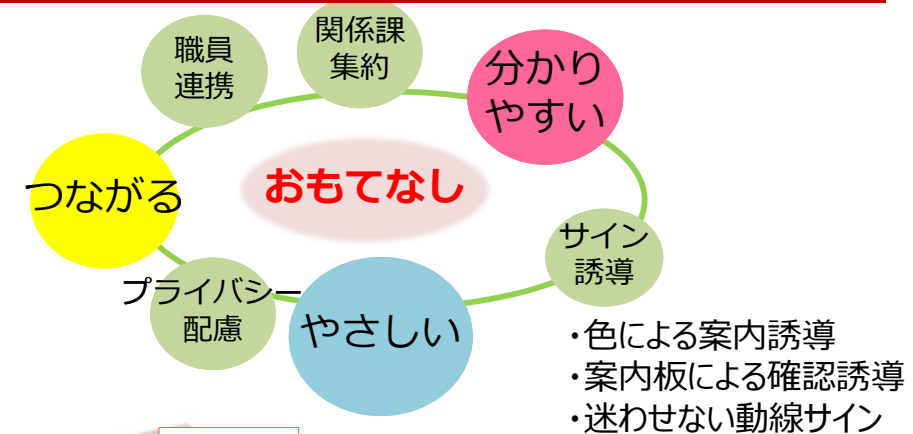 関係課
集約
職員
連携
分かり
やすい
つながる
おもてなし
サイン
誘導
プライバシー
配慮
やさしい
・色による案内誘導
・案内板による確認誘導
・迷わせない動線サイン